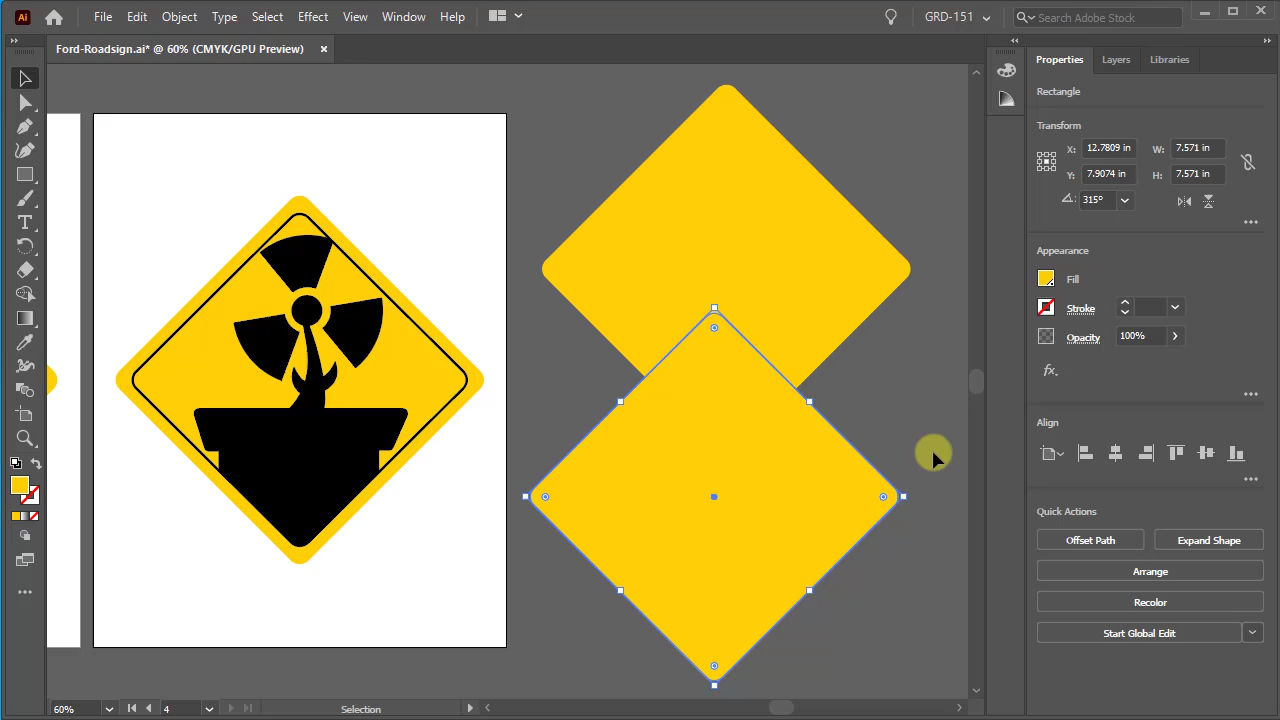 Ai File Edit Object Type Select Effect View Window Help GRD-151 Search Adobe Stock
Ford-Roadsign.ai* @ 60% (CMYK/GPU Preview) ×
Properties Layers Libraries
Rectangle
Transform
X: 12.7809 in W: 7.571 in
Y: 7.9074 in H: 7.571 in
315°
Appearance
Fill
Stroke
Opacity 100%
fx.
Align
Quick Actions
Offset Path Expand Shape
Arrange
Recolor
Start Global Edit
60% 4 Selection